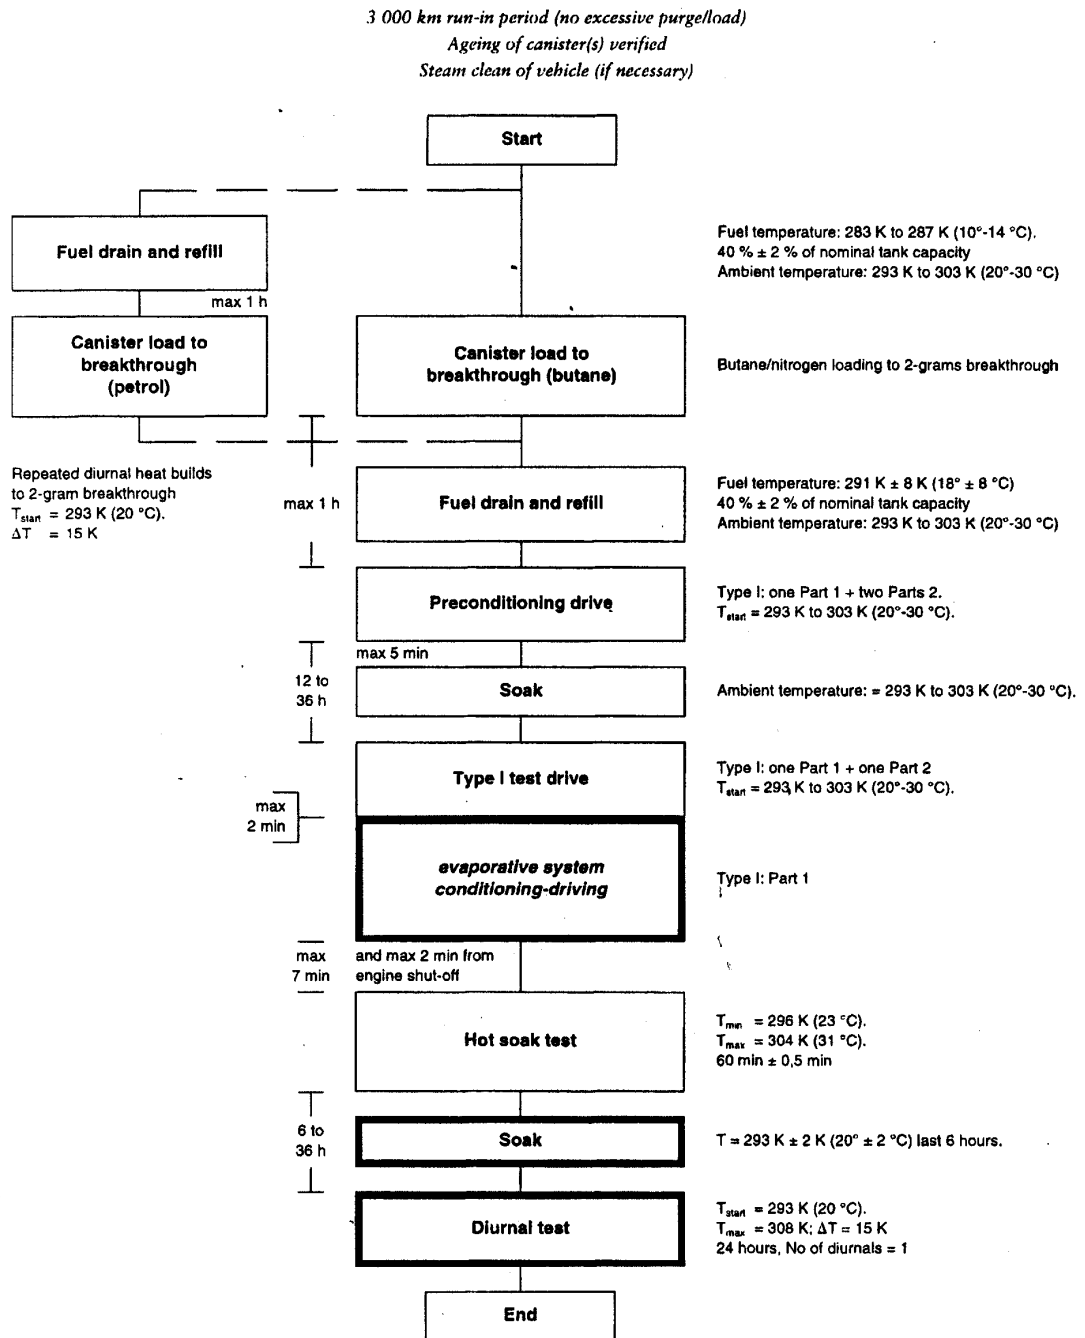 3 000 km run-in period (no excessive purge/load)
Ageing of canister(s) verified
Steam clean of vehicle (if necessary)
Start
Fuel drain and refill
Fuel temperature: 283 K to 287 K (10°-14 °C).
40 % ± 2 % of nominal tank capacity
Ambient temperature: 293 K to 303 K (20°-30 °C)
max 1 h
Canister load to
breakthrough
(petrol)
Canister load to
breakthrough (butane)
Butane/nitrogen loading to 2-grams breakthrough
Repeated diurnal heat builds
to 2-gram breakthrough
Tstart = 293 K (20 °C).
ΔT = 15 K
max 1 h
Fuel drain and refill
Fuel temperature: 291 K ± 8 K (18° ± 8 °C)
40 % ± 2 % of nominal tank capacity
Ambient temperature: 293 K to 303 K (20°-30 °C)
Preconditioning drive
Type I: one Part 1 + two Parts 2.
Tstart = 293 K to 303 K (20°-30 °C).
max 5 min
12 to
36 h
Soak
Ambient temperature: = 293 K to 303 K (20°-30 °C).
Type I test drive
Type I: one Part 1 + one Part 2
Tstart = 293 K to 303 K (20°-30 °C).
max
2 min
evaporative system
conditioning-driving
Type I: Part 1
max
7 min
and max 2 min from
engine shut-off
Hot soak test
Tmin = 296 K (23 °C).
Tmax = 304 K (31 °C).
60 min ± 0,5 min
6 to
36 h
Soak
T = 293 K ± 2 K (20° ± 2 °C) last 6 hours.
Diurnal test
Tstart = 293 K (20 °C).
Tmax = 308 K; ΔT = 15 K
24 hours, No of diurnals = 1
End